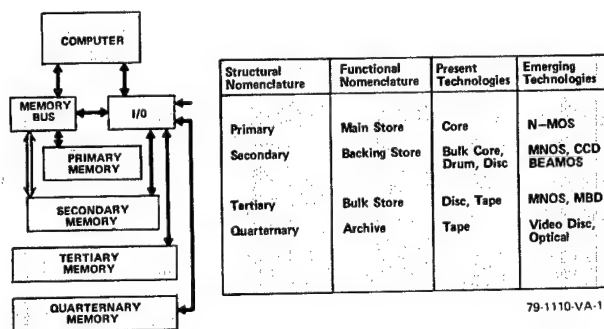 COMPUTER
MEMORY
BUS
I/O
PRIMARY
MEMORY
SECONDARY
MEMORY
TERTIARY
MEMORY
QUARTERNARY
MEMORY
Structural
Nomenclature
Functional
Nomenclature
Present
Technologies
Emerging
Technologies
Primary
Main Store
Core
N-MOS
Secondary
Backing Store
Bulk Core,
Drum, Disc
MNOS, CCD
BEAMOS
Tertiary
Bulk Store
Disc, Tape
MNOS, MBD
Quarternary
Archive
Tape
Video Disc,
Optical
79-1110-VA-1